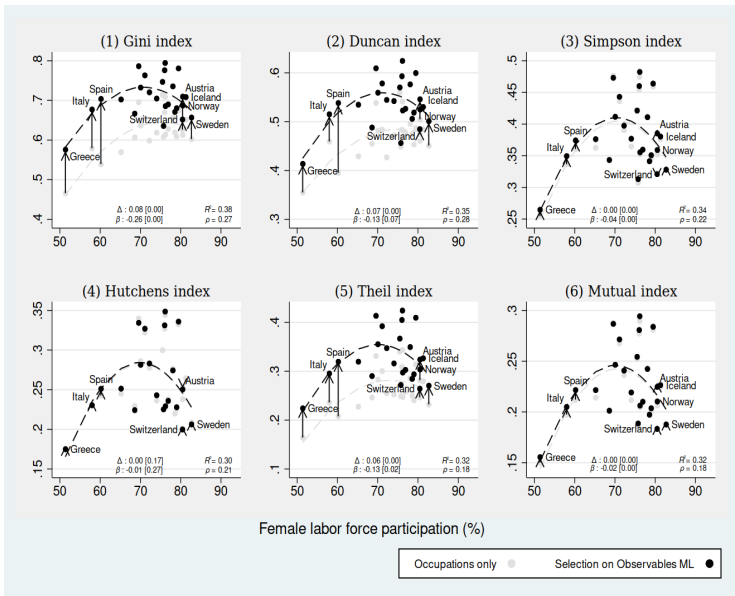 (1) Gini index
.8
.7
.6
.5
.4
50 60 70 80 90
Spain
Italy
Greece
Austria
Iceland
Norway
Switzerland
Sweden
Δ : 0.08 [0.00] R²= 0.38
β : -0.26 [0.00] ρ = 0.27
(2) Duncan index
.6
.5
.4
.3
50 60 70 80 90
Spain
Italy
Greece
Austria
Iceland
Norway
Switzerland
Sweden
Δ : 0.07 [0.00] R²= 0.35
β : -0.13 [0.07] ρ = 0.28
(3) Simpson index
.5
.45
.4
.35
.3
.25
50 60 70 80 90
Spain
Italy
Greece
Austria
Iceland
Norway
Switzerland
Sweden
Δ : 0.00 [0.00] R²= 0.34
β : -0.04 [0.00] ρ = 0.22
(4) Hutchens index
.35
.3
.25
.2
.15
50 60 70 80 90
Spain
Italy
Greece
Austria
Switzerland
Sweden
Δ : 0.00 [0.17] R²= 0.30
β : -0.01 [0.27] ρ = 0.21
(5) Theil index
.4
.3
.2
.1
50 60 70 80 90
Spain
Italy
Greece
Austria
Iceland
Norway
Switzerland
Sweden
Δ : 0.06 [0.00] R²= 0.32
β : -0.13 [0.02] ρ = 0.18
(6) Mutual index
.3
.25
.2
.15
50 60 70 80 90
Spain
Italy
Greece
Austria
Iceland
Norway
Switzerland
Sweden
Δ : 0.00 [0.00] R²= 0.32
β : -0.02 [0.00] ρ = 0.18
Female labor force participation (%)
Occupations only Selection on Observables ML